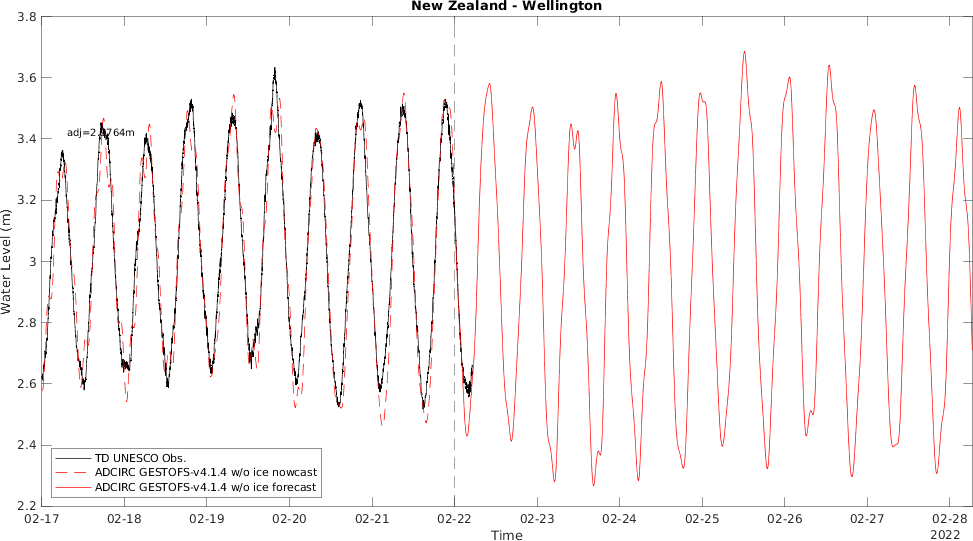 New Zealand - Wellington
3.8
3.6
3.4
3.2
3
2.8
2.6
2.4
2.2
Water Level (m)
TD UNESCO Obs.
ADCIRC GESTOFS-v4.1.4 w/o ice nowcast
ADCIRC GESTOFS-v4.1.4 w/o ice forecast
02-17 02-18 02-19 02-20 02-21 02-22 02-23 02-24 02-25 02-26 02-27 02-28
Time
2022